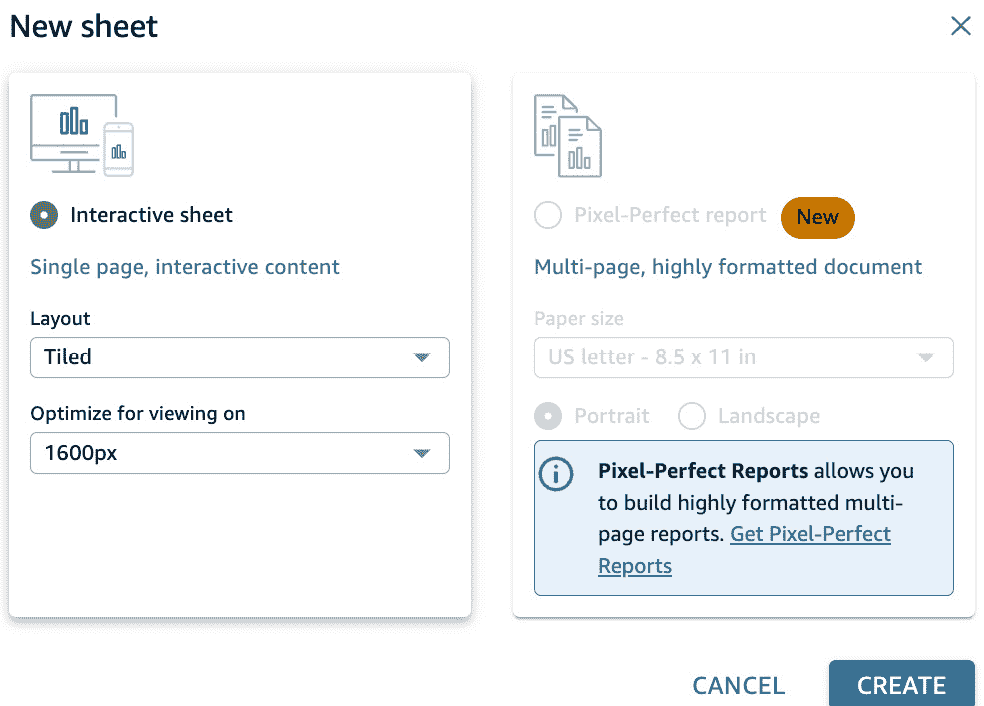 New sheet
Interactive sheet
Single page, interactive content
Layout
Tiled
Optimize for viewing on
1600px
Pixel-Perfect report New
Multi-page, highly formatted document
Paper size
US letter - 8.5 x 11 in
Portrait Landscape
Pixel-Perfect Reports allows you
to build highly formatted multi-
page reports. Get Pixel-Perfect
Reports
CANCEL CREATE